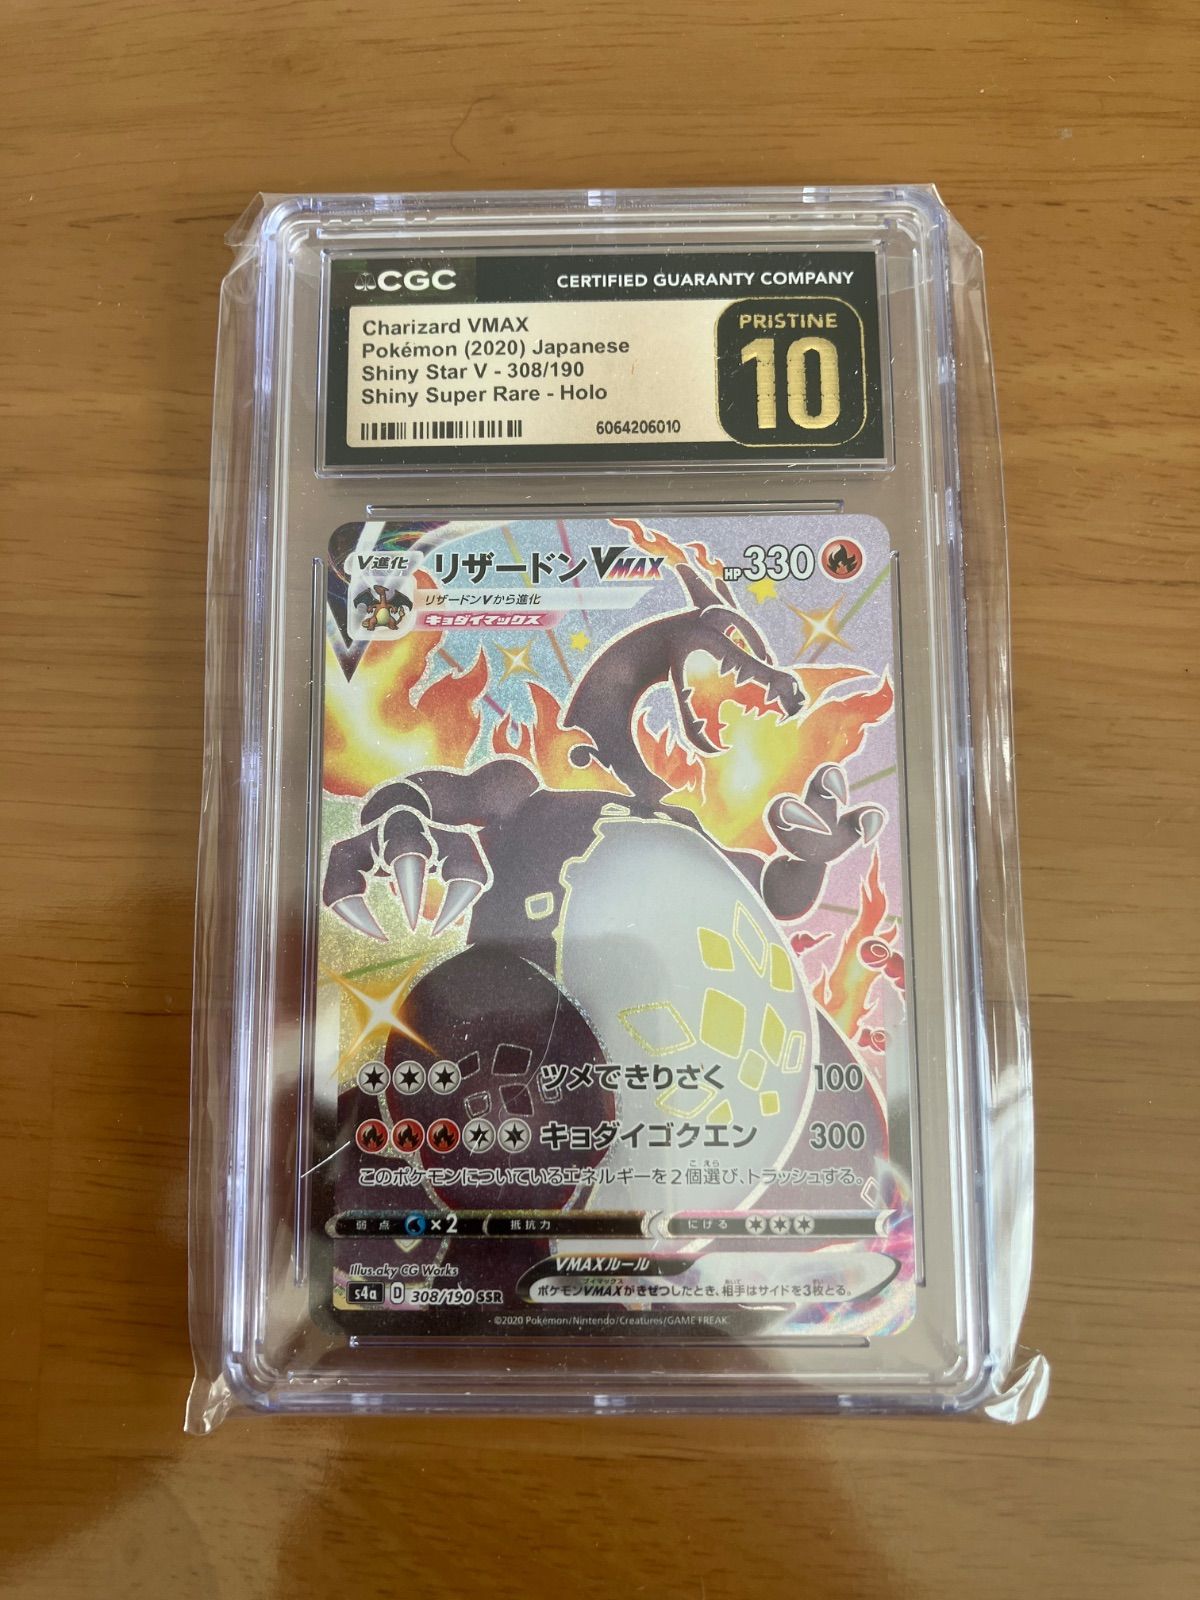 CGC
CERTIFIED GUARANTY COMPANY
Charizard VMAX
Pokémon (2020) Japanese
Shiny Star V - 308/190
Shiny Super Rare - Holo
6064206010
PRISTINE
10
V進化
リザードンVMAX
HP330
リザードンVから進化
キョダイマックス
ツメできりさく 100
キョダイゴクエン 300
このポケモンについているエネルギーを2個選び、トラッシュする。
弱点 ×2 抵抗力 にげる
Illus.aky CG Works
VMAXルール
ポケモンVMAXがきぜつしたとき、相手はサイドを3枚とる。
s4a D 308/190 SSR
©2020 Pokémon/Nintendo/Creatures/GAME FREAK.